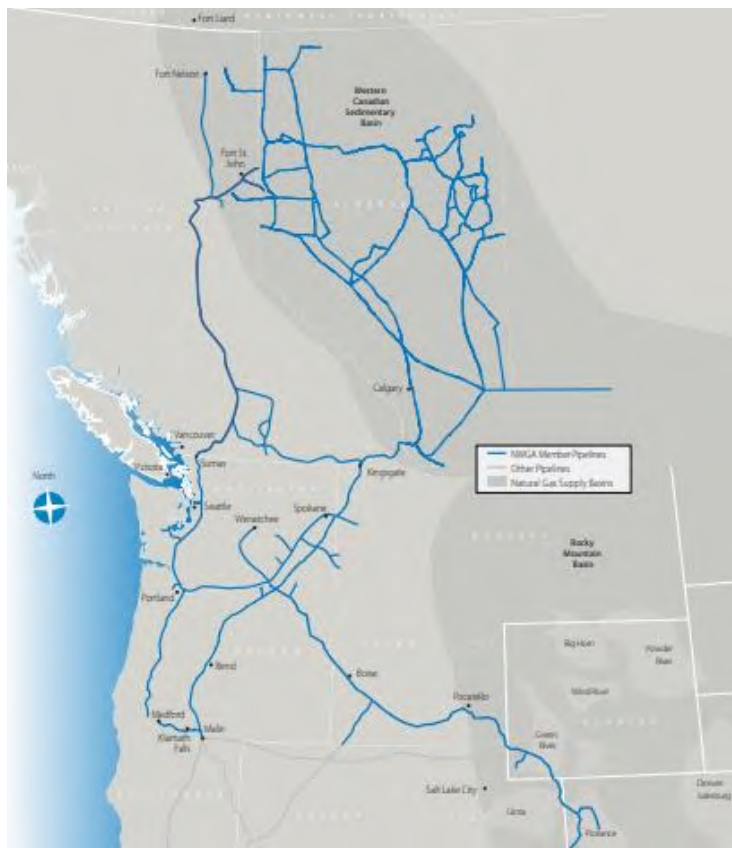 Fort Liard
Fort Nelson
Western
Canadian
Sedimentary
Basin
Fort St.
John
ALBERTA
Calgary
Vancouver
Victoria
Sumas
Kingsgate
NWGA Member Pipelines
Other Pipelines
Natural Gas Supply Basins
North
Seattle
Wenatchee
Spokane
Rocky
Mountain
Basin
Portland
Big Horn
Powder
River
Bend
Boise
Wind River
Pocatello
Medford
Klamath
Falls
Malin
Green
River
Salt Lake City
Uinta
Denver